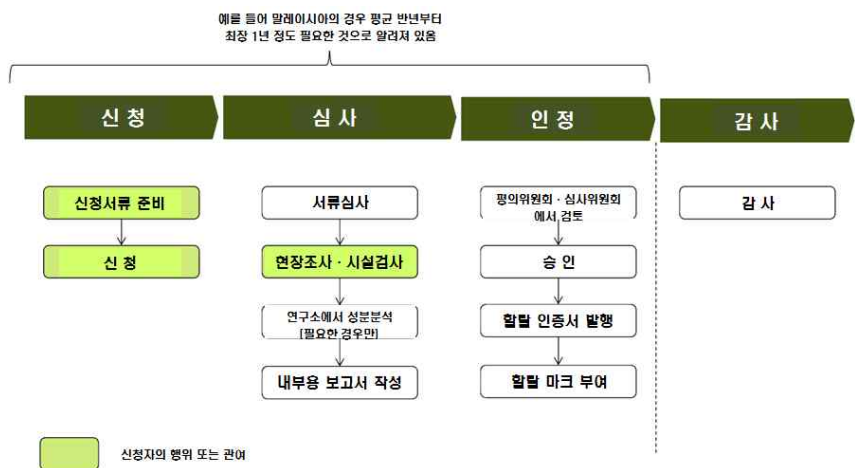 예를 들어 말레이시아의 경우 평균 반년부터
최장 1년 정도 필요한 것으로 알려져 있음
신 청
심 사
인 정
감 사
신청서류 준비
신 청
서류심사
현장조사 · 시설검사
연구소에서 성분분석
[필요한 경우만]
내부용 보고서 작성
평의위원회 · 심사위원회
에서 검토
승 인
할랄 인증서 발행
할랄 마크 부여
감 사
신청자의 행위 또는 관여